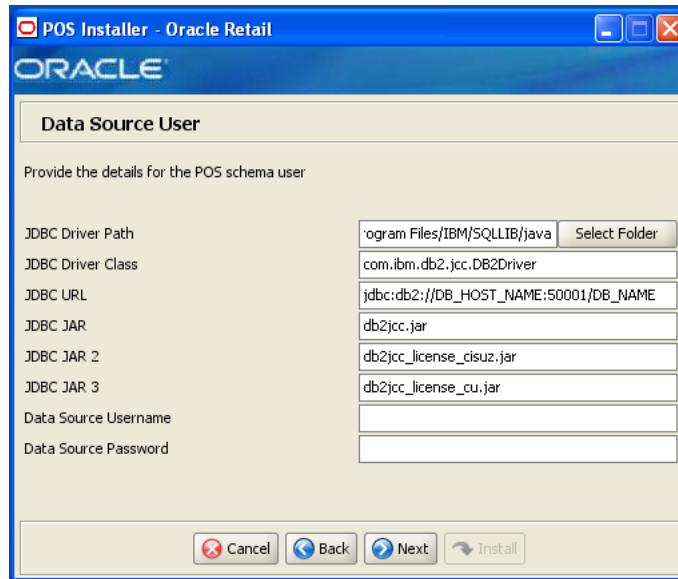 POS Installer - Oracle Retail
ORACLE
Data Source User
Provide the details for the POS schema user
JDBC Driver Path rogram Files/IBM/SQLLIB/java Select Folder
JDBC Driver Class com.ibm.db2.jcc.DB2Driver
JDBC URL jdbc:db2://DB_HOST_NAME:50001/DB_NAME
JDBC JAR db2jcc.jar
JDBC JAR 2 db2jcc_license_cisuz.jar
JDBC JAR 3 db2jcc_license_cu.jar
Data Source Username
Data Source Password
Cancel Back Next Install